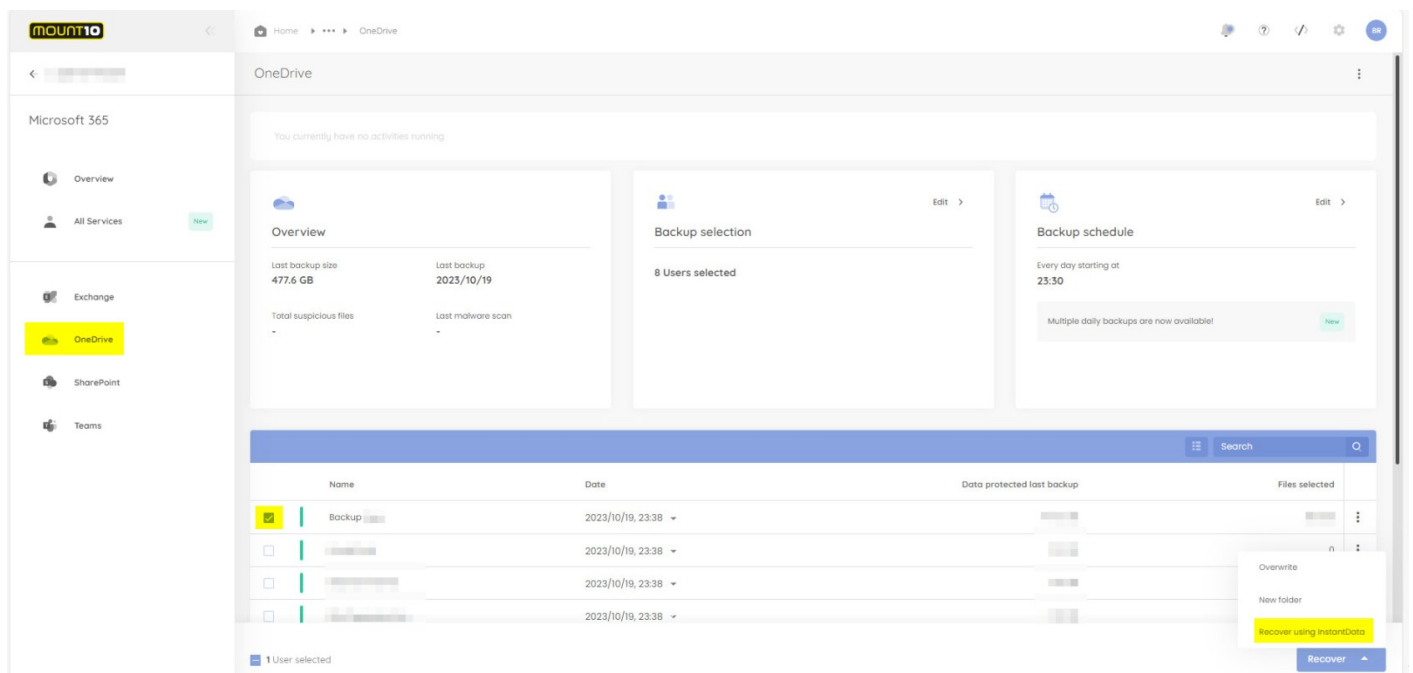 MOUNT10
Home ••• OneDrive
BR
OneDrive
Microsoft 365
You currently have no activities running
Overview
All Services New
Exchange
OneDrive
SharePoint
Teams
Overview
Last backup size Last backup
477.6 GB 2023/10/19
Total suspicious files Last malware scan
- -
Edit
Backup selection
8 Users selected
Edit
Backup schedule
Every day starting at
23:30
Multiple daily backups are now available! New
Search
Name Date Data protected last backup Files selected
Backup 2023/10/19, 23:38
2023/10/19, 23:38 0
2023/10/19, 23:38
2023/10/19, 23:38
Overwrite
New folder
Recover using InstantData
1 User selected
Recover